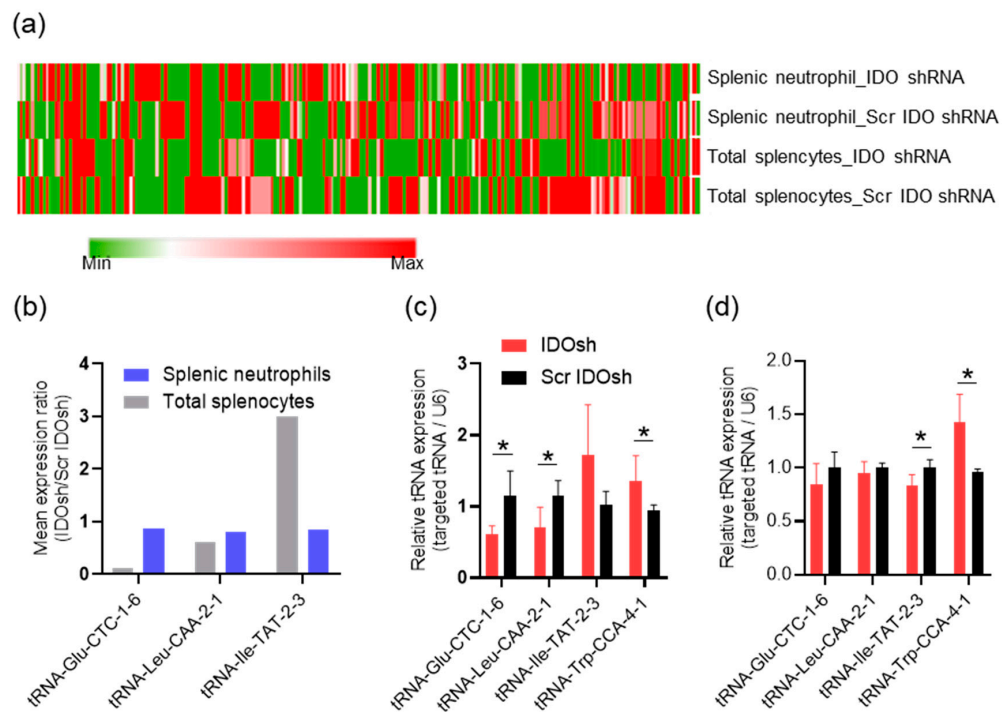 (a)
Splenic neutrophil_IDO shRNA
Splenic neutrophil_Scr IDO shRNA
Total splencytes_IDO shRNA
Total splenocytes_Scr IDO shRNA
Min
Max
(b)
Mean expression ratio
(IDOsh/Scr IDOsh)
4
3
2
1
0
Splenic neutrophils
Total splenocytes
tRNA-Glu-CTC-1-6
tRNA-Leu-CAA-2-1
tRNA-Ile-TAT-2-3
(c)
Relative tRNA expression
(targeted tRNA / U6)
3
2
1
0
IDOsh
Scr IDOsh
*
*
*
tRNA-Glu-CTC-1-6
tRNA-Leu-CAA-2-1
tRNA-Ile-TAT-2-3
tRNA-Trp-CCA-4-1
(d)
Relative tRNA expression
(targeted tRNA / U6)
2.0
1.5
1.0
0.5
0.0
*
*
tRNA-Glu-CTC-1-6
tRNA-Leu-CAA-2-1
tRNA-Ile-TAT-2-3
tRNA-Trp-CCA-4-1